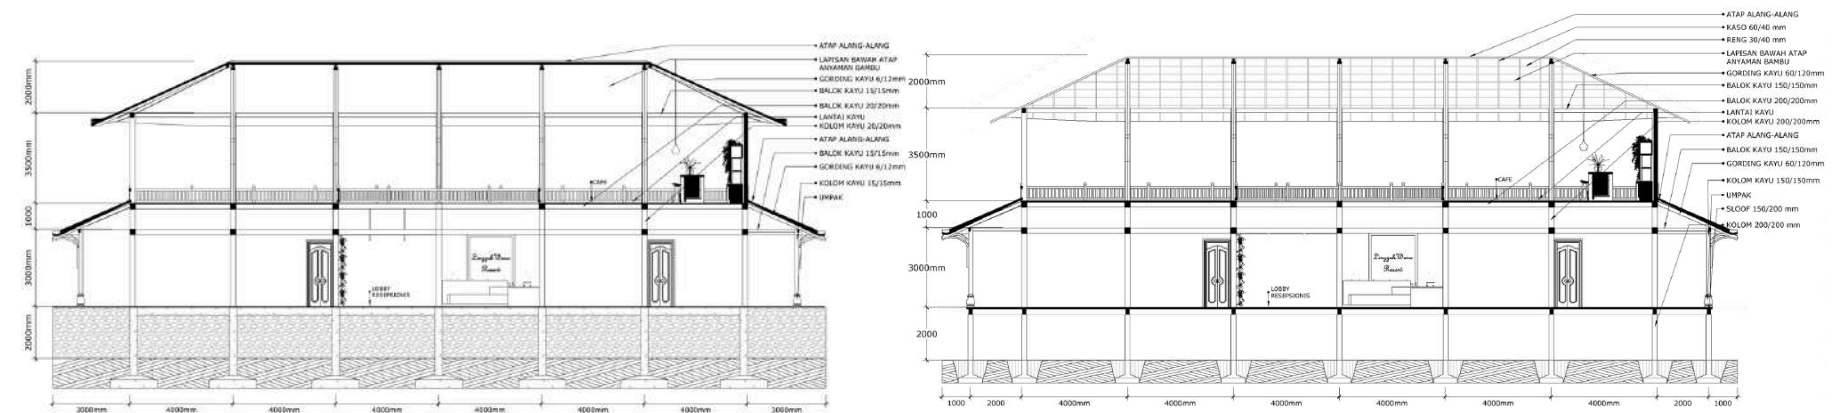 ATAP ALANG-ALANG
LAPISAN BAWAH ATAP
ANYAMAN BAMBU
GORDING KAYU 6/12mm
BALOK KAYU 15/15mm
BALOK KAYU 20/20mm
LANTAI KAYU
KOLOM KAYU 20/20mm
ATAP ALANG-ALANG
BALOK KAYU 15/15mm
GORDING KAYU 6/12mm
KOLOM KAYU 15/15mm
UMPAK
2000mm
3500mm
1000
3000mm
2000mm
CAFE
LOBBY
RESEPSIONIS
Resort
3000mm
4000mm
4000mm
4000mm
4000mm
4000mm
4000mm
3000mm
ATAP ALANG-ALANG
KASO 60/40 mm
RENG 30/40 mm
LAPISAN BAWAH ATAP
ANYAMAN BAMBU
GORDING KAYU 60/120mm
BALOK KAYU 150/150mm
BALOK KAYU 200/200mm
LANTAI KAYU
KOLOM KAYU 200/200mm
ATAP ALANG-ALANG
BALOK KAYU 150/150mm
GORDING KAYU 60/120mm
KOLOM KAYU 150/150mm
UMPAK
SLOOF 150/200 mm
KOLOM 200/200 mm
2000mm
3500mm
1000
3000mm
2000
CAFE
LOBBY
RESEPSIONIS
Resort
1000
2000
4000mm
4000mm
4000mm
4000mm
4000mm
4000mm
2000
1000